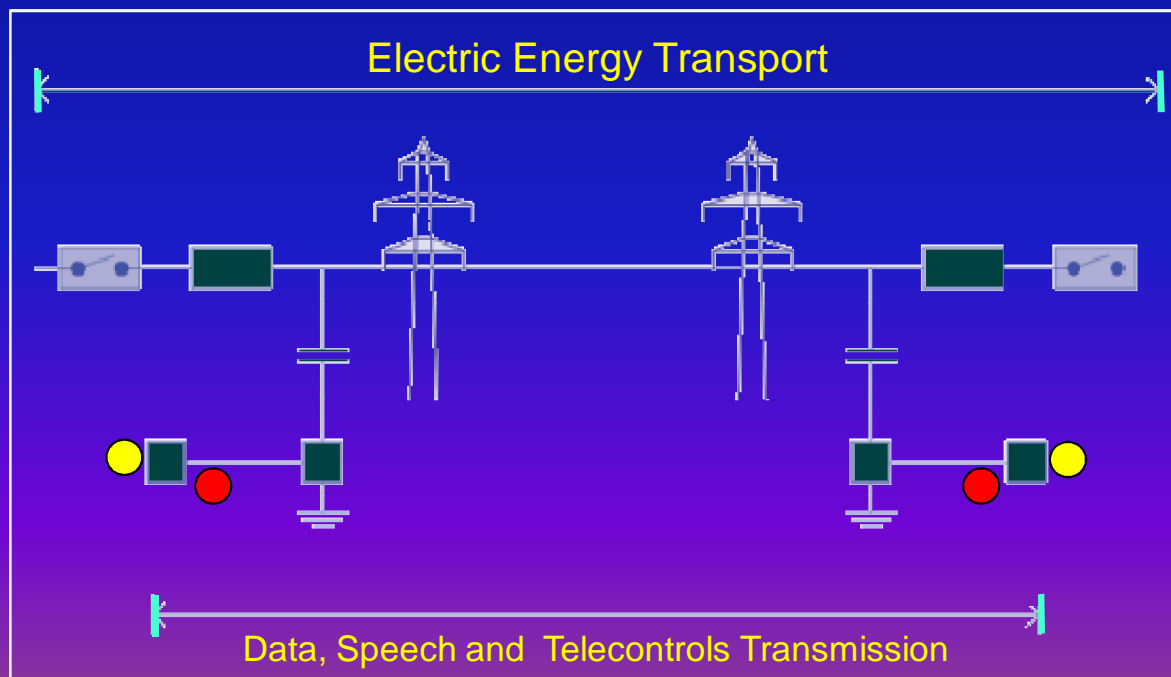 Electric Energy Transport
Data, Speech and  Telecontrols Transmission